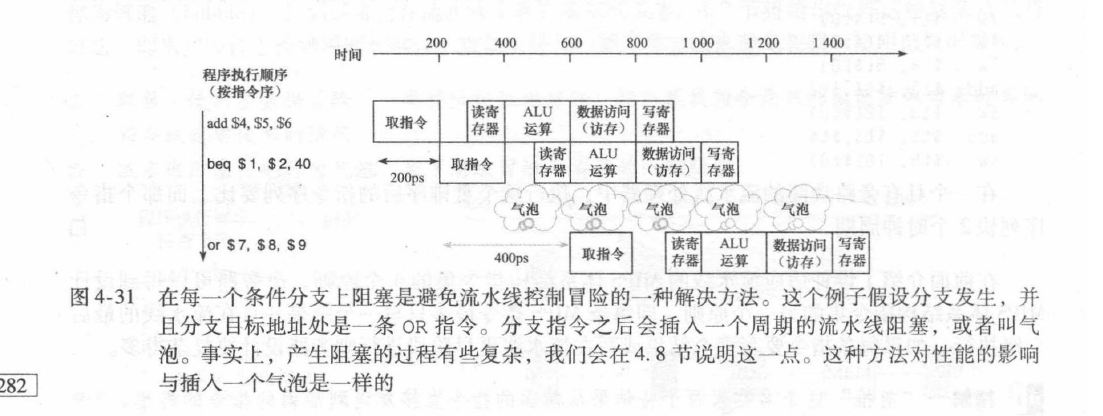 时间 200 400 600 800 1 000 1 200 1 400
程序执行顺序
（按指令序）
add $4, $5, $6
取指令 读寄存器 ALU运算 数据访问（访存） 写寄存器
beq $1, $2, 40
200ps
取指令 读寄存器 ALU运算 数据访问（访存） 写寄存器
气泡 气泡 气泡 气泡 气泡
or $7, $8, $9
400ps
取指令 读寄存器 ALU运算 数据访问（访存） 写寄存器
图 4-31 在每一个条件分支上阻塞是避免流水线控制冒险的一种解决方法。这个例子假设分支发生，并
且分支目标地址处是一条 OR 指令。分支指令之后会插入一个周期的流水线阻塞，或者叫气
泡。事实上，产生阻塞的过程有些复杂，我们会在 4.8 节说明这一点。这种方法对性能的影响
282 与插入一个气泡是一样的